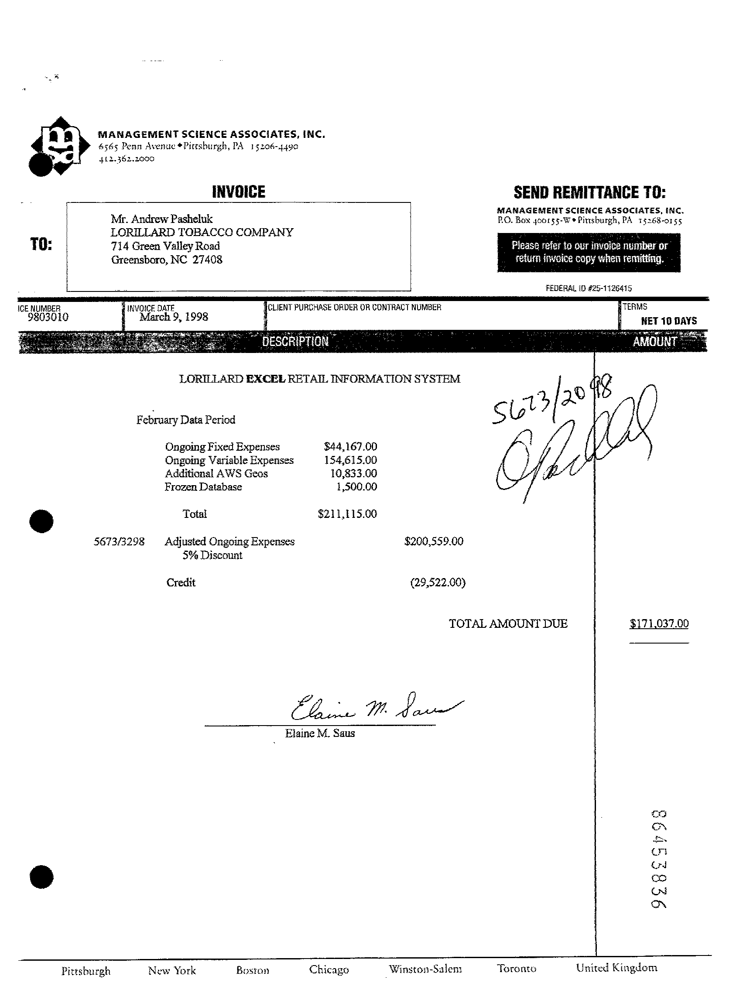 msa
MANAGEMENT SCIENCE ASSOCIATES, INC.
6565 Penn Avenue ◆ Pittsburgh, PA 15206-4490
412.362.2000
INVOICE
SEND REMITTANCE TO:
MANAGEMENT SCIENCE ASSOCIATES, INC.
P.O. Box 400155-W • Pittsburgh, PA 15268-0155
TO:
Mr. Andrew Pasheluk
LORILLARD TOBACCO COMPANY
714 Green Valley Road
Greensboro, NC 27408
Please refer to our invoice number or
return invoice copy when remitting.
FEDERAL ID #25-1126415
ICE NUMBER INVOICE DATE CLIENT PURCHASE ORDER OR CONTRACT NUMBER TERMS
9803010 March 9, 1998 NET 10 DAYS
DESCRIPTION AMOUNT
LORILLARD EXCEL RETAIL INFORMATION SYSTEM
5673/2098
February Data Period
Ongoing Fixed Expenses $44,167.00
Ongoing Variable Expenses 154,615.00
Additional AWS Geos 10,833.00
Frozen Database 1,500.00
Total $211,115.00
5673/3298 Adjusted Ongoing Expenses $200,559.00
5% Discount
Credit (29,522.00)
TOTAL AMOUNT DUE $171,037.00
Elaine M. Saus
Elaine M. Saus
86453836
Pittsburgh New York Boston Chicago Winston-Salem Toronto United Kingdom